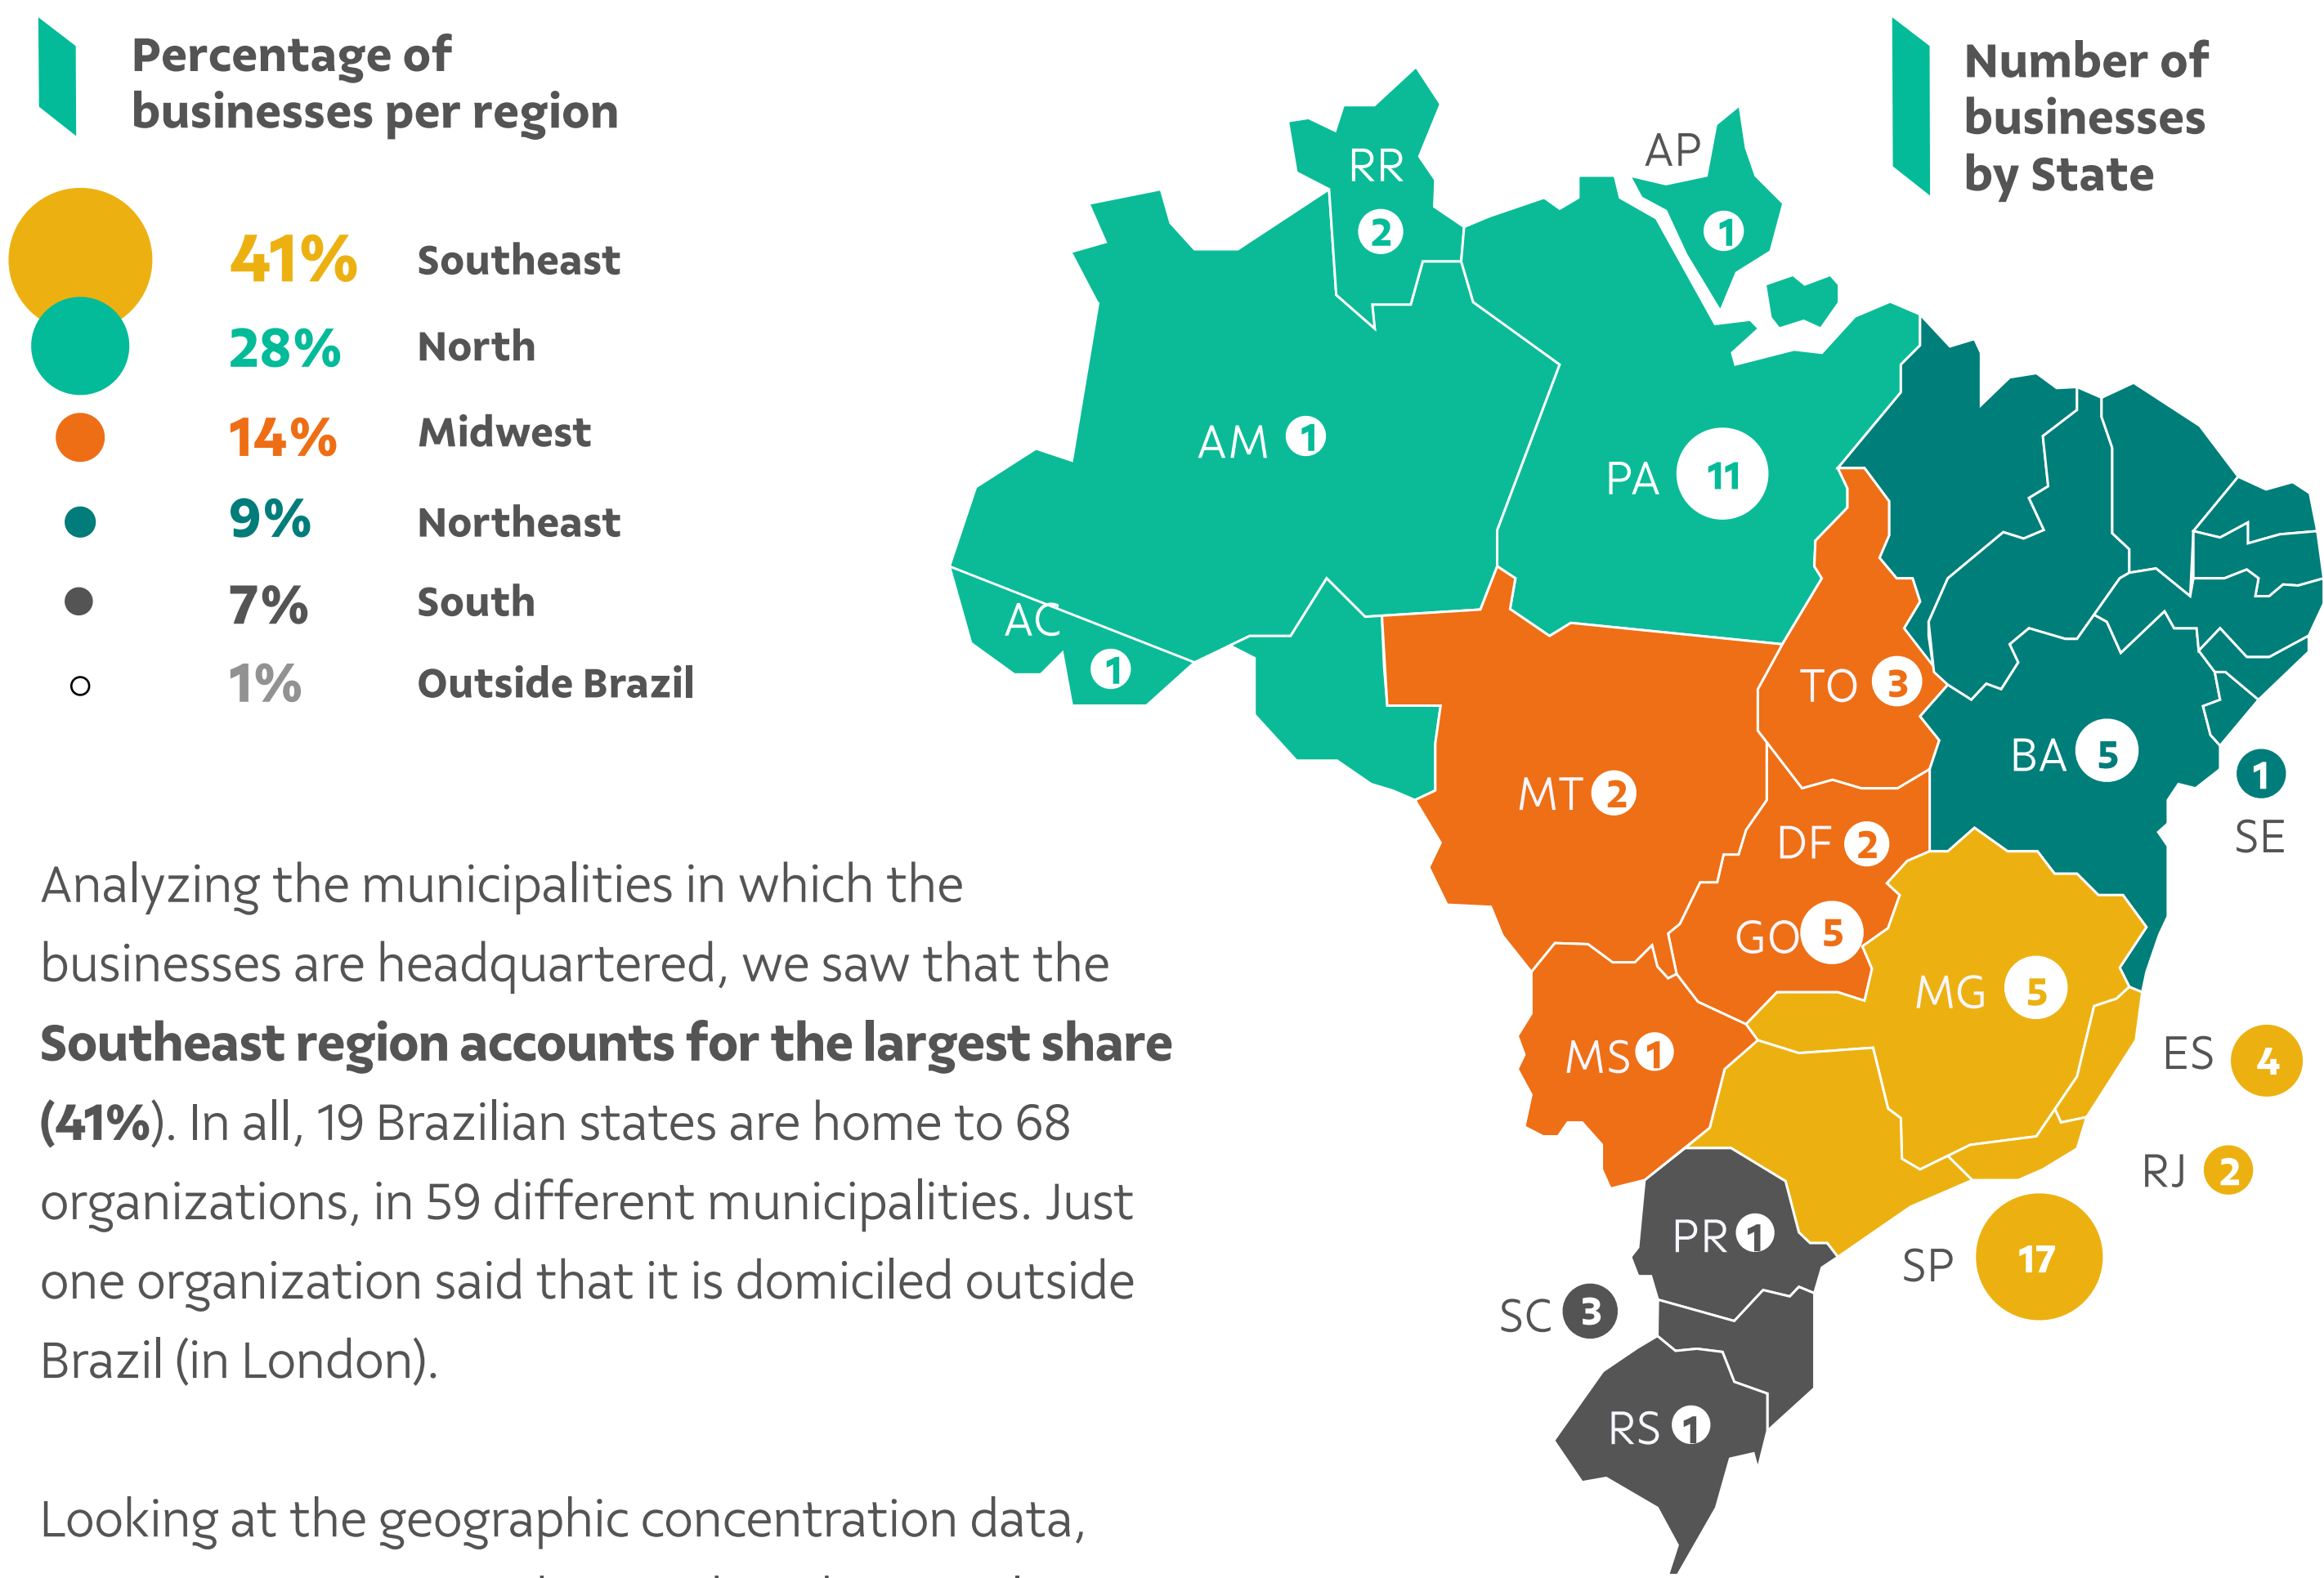 Percentage of
businesses per region
41% Southeast
28% North
14% Midwest
9% Northeast
7% South
1% Outside Brazil
Analyzing the municipalities in which the
businesses are headquartered, we saw that the
Southeast region accounts for the largest share
(41%). In all, 19 Brazilian states are home to 68
organizations, in 59 different municipalities. Just
one organization said that it is domiciled outside
Brazil (in London).
Looking at the geographic concentration data,
Number of
businesses
by State
RR
2
AP
1
AM 1
PA 11
AC
1
TO 3
MT 2
BA 5
1
SE
DF 2
GO 5
MG 5
MS 1
ES 4
RJ 2
PR 1
SP 17
SC 3
RS 1